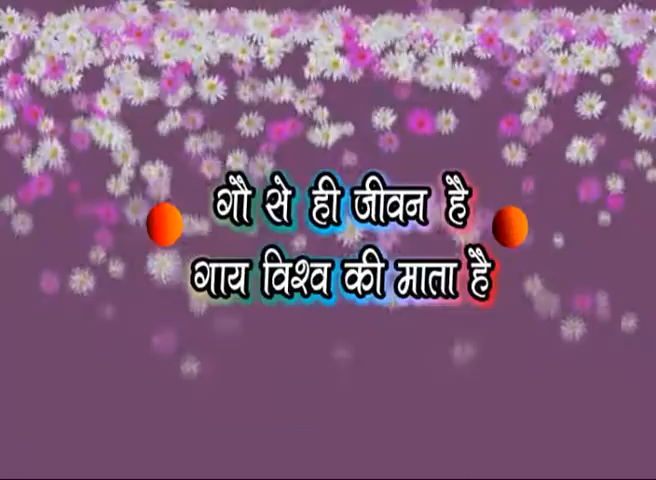 गौ से ही जीवन है
गाय विश्व की माता है